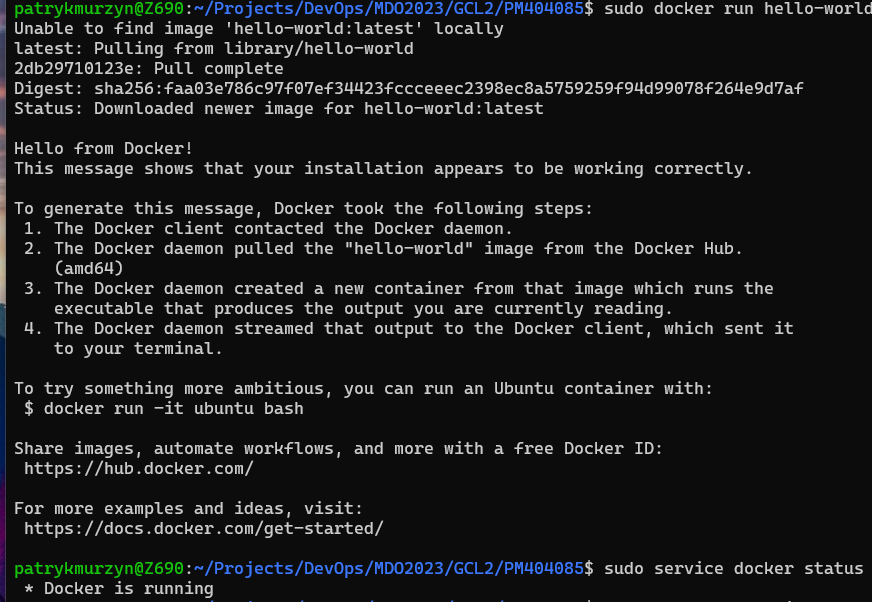 patrykmurzyn@Z690:~/Projects/DevOps/MDO2023/GCL2/PM404085$ sudo docker run hello-world
Unable to find image 'hello-world:latest' locally
latest: Pulling from library/hello-world
2db29710123e: Pull complete
Digest: sha256:faa03e786c97f07ef34423fccceeec2398ec8a5759259f94d99078f264e9d7af
Status: Downloaded newer image for hello-world:latest

Hello from Docker!
This message shows that your installation appears to be working correctly.

To generate this message, Docker took the following steps:
 1. The Docker client contacted the Docker daemon.
 2. The Docker daemon pulled the "hello-world" image from the Docker Hub.
    (amd64)
 3. The Docker daemon created a new container from that image which runs the
    executable that produces the output you are currently reading.
 4. The Docker daemon streamed that output to the Docker client, which sent it
    to your terminal.

To try something more ambitious, you can run an Ubuntu container with:
 $ docker run -it ubuntu bash

Share images, automate workflows, and more with a free Docker ID:
 https://hub.docker.com/

For more examples and ideas, visit:
 https://docs.docker.com/get-started/

patrykmurzyn@Z690:~/Projects/DevOps/MDO2023/GCL2/PM404085$ sudo service docker status
 * Docker is running